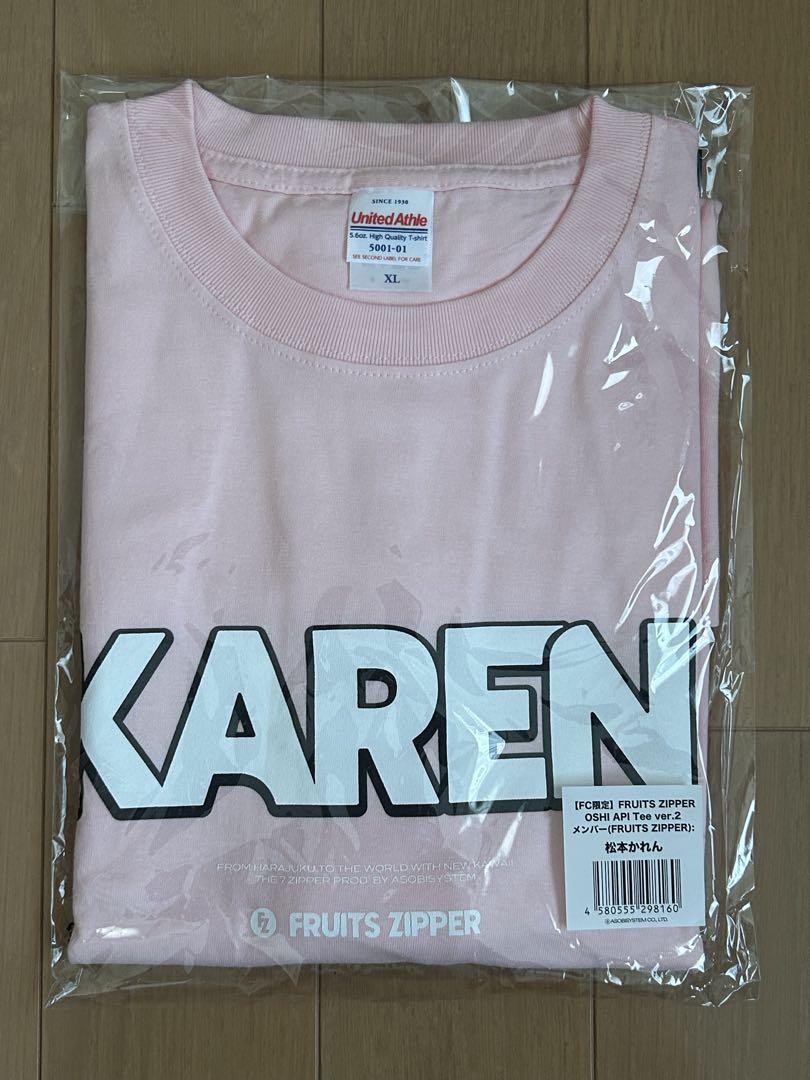 SINCE 1930
United Athle
5.6oz. High Quality T-shirt
5001-01
SEE SECOND LABEL FOR CARE
XL
KAREN
FROM HARAJUKU TO THE WORLD WITH NEW KAWAII
THE 7 ZIPPER PROD. BY ASOBISYSTEM
FZ FRUITS ZIPPER
【FC限定】FRUITS ZIPPER
OSHI API Tee ver.2
メンバー(FRUITS ZIPPER):
松本かれん
4 580555 298160
©ASOBISYSTEM CO., LTD.